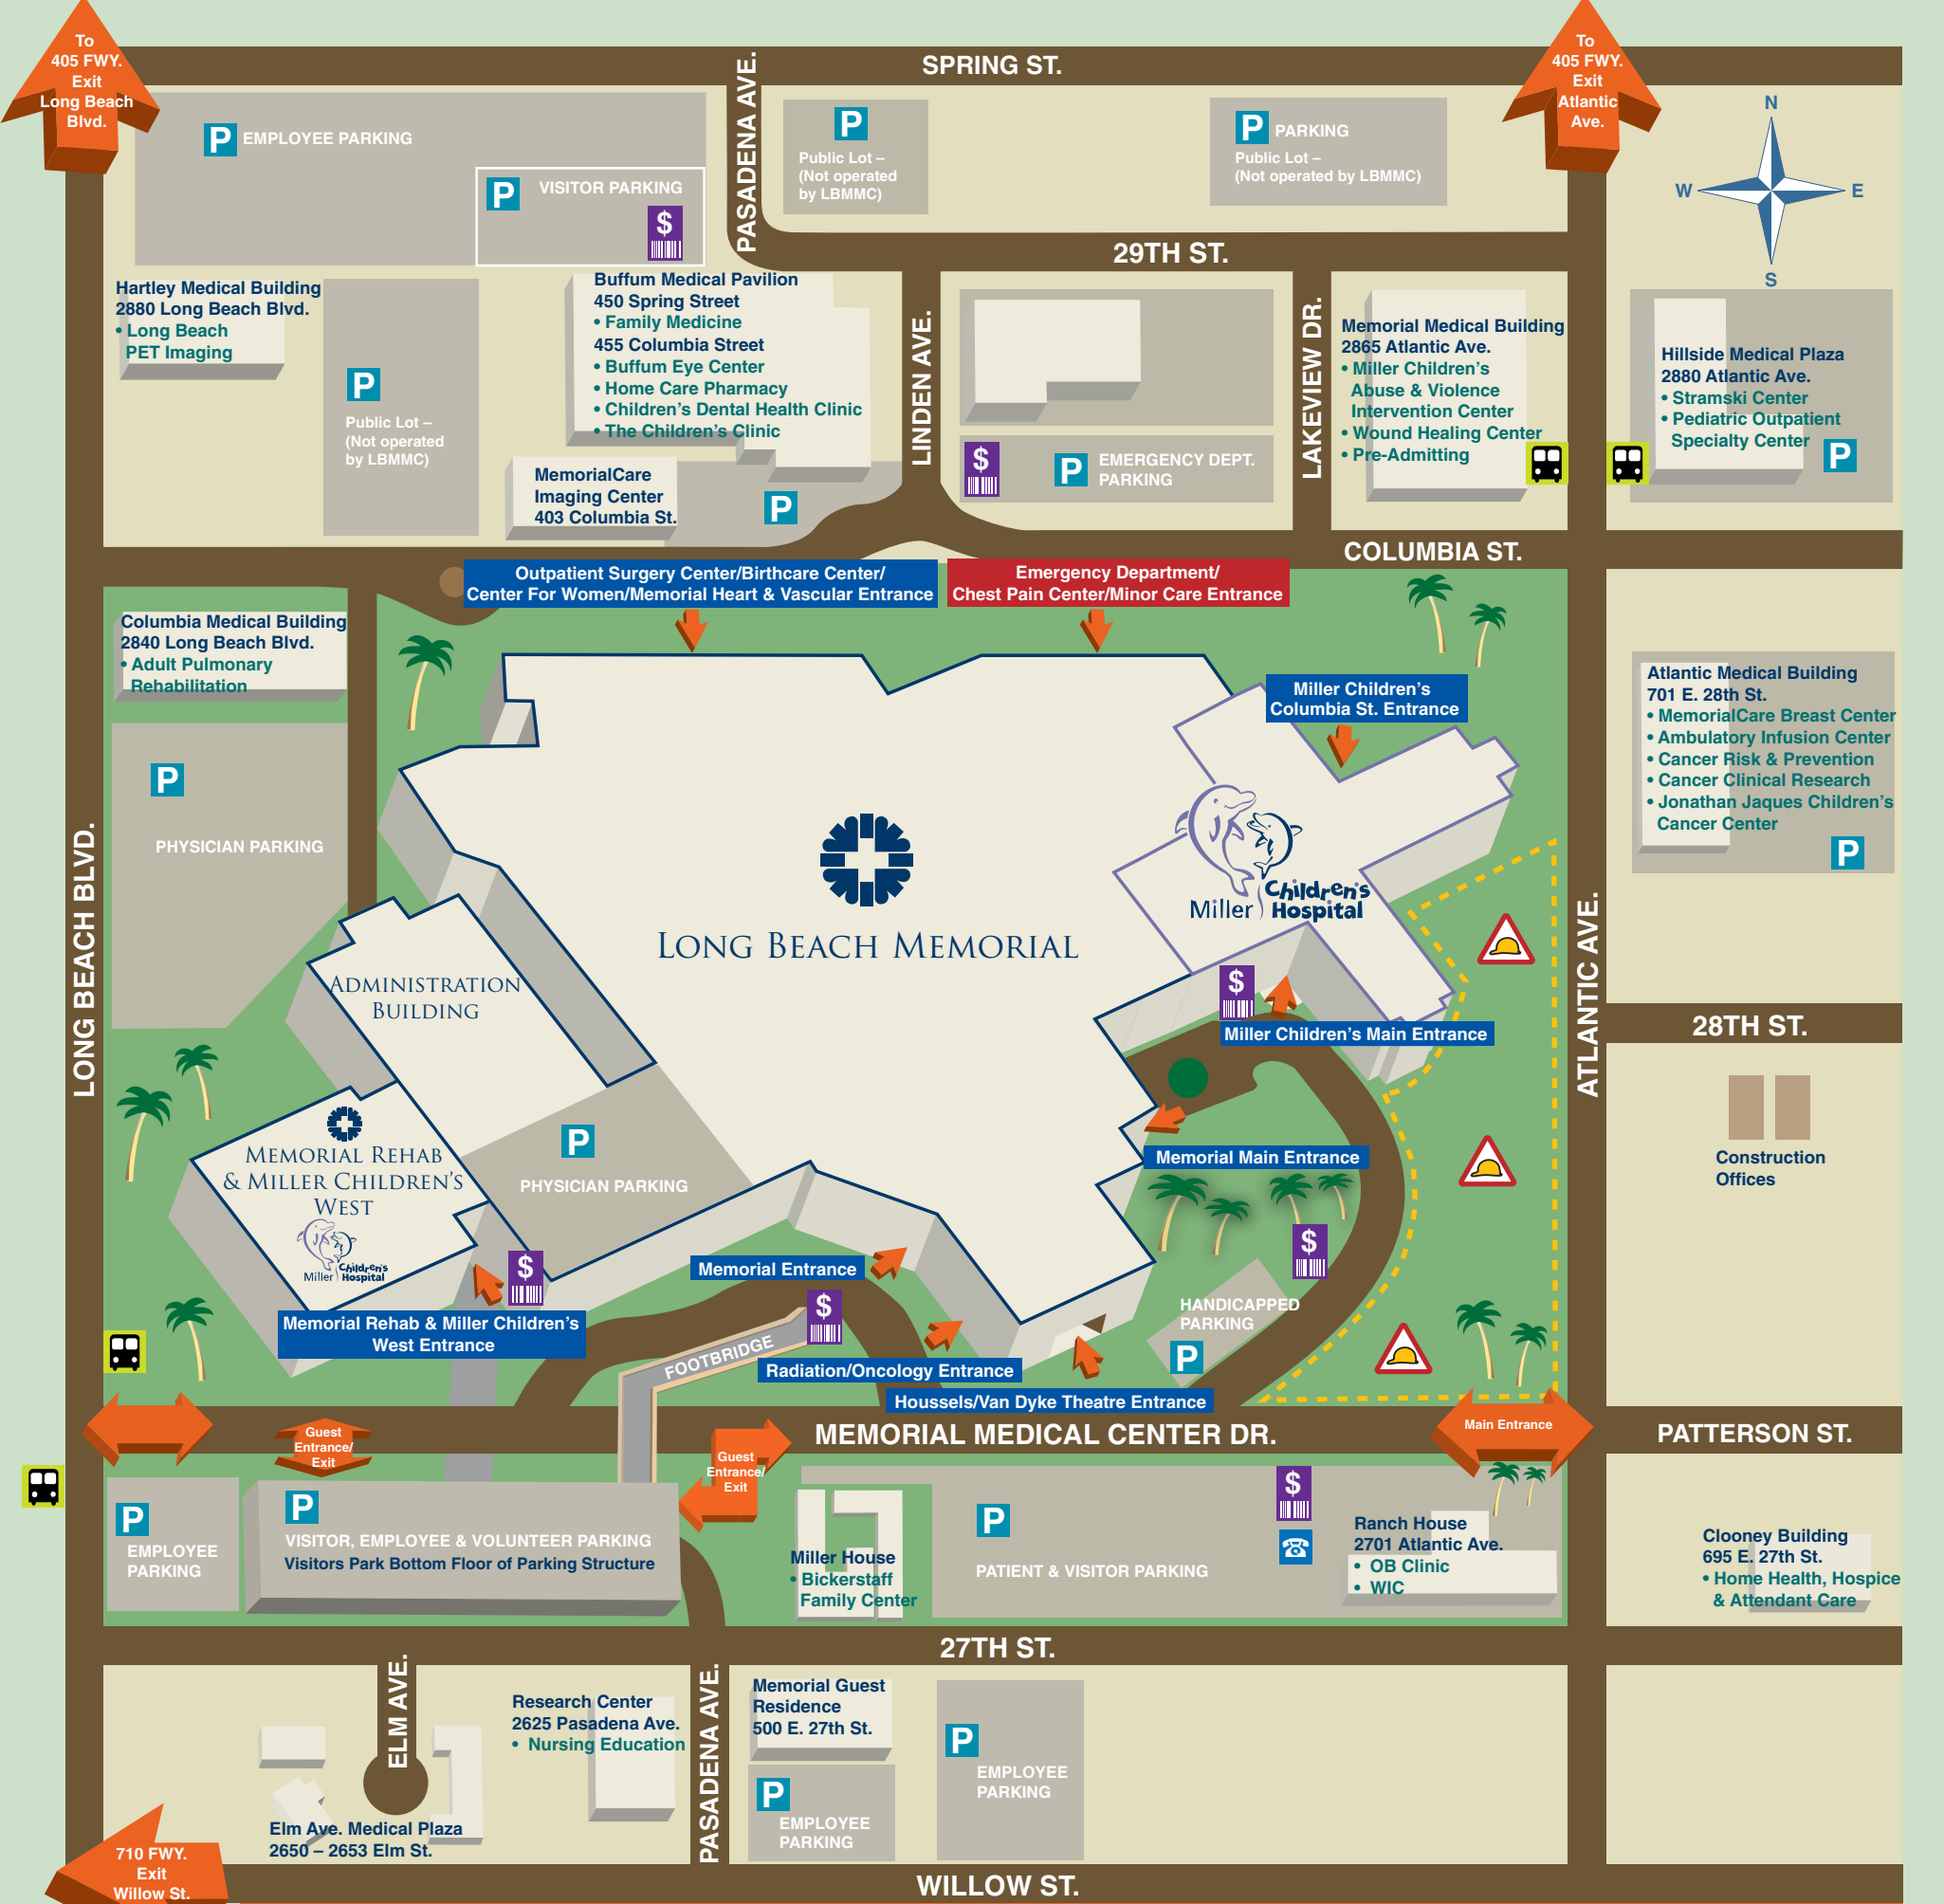 To
405 FWY.
Exit
Long Beach
Blvd.
SPRING ST.
To
405 FWY.
Exit
Atlantic
Ave.
P EMPLOYEE PARKING
P VISITOR PARKING
$
PASADENA AVE.
P
Public Lot –
(Not operated
by LBMMC)
P PARKING
Public Lot –
(Not operated by LBMMC)
N
W E
S
29TH ST.
Hartley Medical Building
2880 Long Beach Blvd.
• Long Beach
PET Imaging
P
Public Lot –
(Not operated
by LBMMC)
Buffum Medical Pavilion
450 Spring Street
• Family Medicine
455 Columbia Street
• Buffum Eye Center
• Home Care Pharmacy
• Children's Dental Health Clinic
• The Children's Clinic
MemorialCare
Imaging Center
403 Columbia St.
P
LINDEN AVE.
$
P EMERGENCY DEPT.
PARKING
LAKEVIEW DR.
Memorial Medical Building
2865 Atlantic Ave.
• Miller Children's
Abuse & Violence
Intervention Center
• Wound Healing Center
• Pre-Admitting
Hillside Medical Plaza
2880 Atlantic Ave.
• Stramski Center
• Pediatric Outpatient
Specialty Center
P
COLUMBIA ST.
Outpatient Surgery Center/Birthcare Center/
Center For Women/Memorial Heart & Vascular Entrance
Emergency Department/
Chest Pain Center/Minor Care Entrance
Columbia Medical Building
2840 Long Beach Blvd.
• Adult Pulmonary
Rehabilitation
Miller Children's
Columbia St. Entrance
Atlantic Medical Building
701 E. 28th St.
• MemorialCare Breast Center
• Ambulatory Infusion Center
• Cancer Risk & Prevention
• Cancer Clinical Research
• Jonathan Jaques Children's
Cancer Center
P
P
PHYSICIAN PARKING
LONG BEACH BLVD.
Long Beach Memorial
Miller Children's
Hospital
ATLANTIC AVE.
Administration
Building
$
Miller Children's Main Entrance
28TH ST.
Memorial Main Entrance
Construction
Offices
Memorial Rehab
& Miller Children's
West
Miller Children's
Hospital
P
PHYSICIAN PARKING
$
Memorial Rehab & Miller Children's
West Entrance
Memorial Entrance
$
FOOTBRIDGE
Radiation/Oncology Entrance
Houssels/Van Dyke Theatre Entrance
$
HANDICAPPED
PARKING
P
Guest
Entrance/
Exit
Guest
Entrance/
Exit
MEMORIAL MEDICAL CENTER DR.
Main Entrance
PATTERSON ST.
P
EMPLOYEE
PARKING
P
VISITOR, EMPLOYEE & VOLUNTEER PARKING
Visitors Park Bottom Floor of Parking Structure
Miller House
• Bickerstaff
Family Center
P
PATIENT & VISITOR PARKING
$
Ranch House
2701 Atlantic Ave.
• OB Clinic
• WIC
Clooney Building
695 E. 27th St.
• Home Health, Hospice
& Attendant Care
27TH ST.
ELM AVE.
Elm Ave. Medical Plaza
2650 – 2653 Elm St.
Research Center
2625 Pasadena Ave.
• Nursing Education
PASADENA AVE.
Memorial Guest
Residence
500 E. 27th St.
P
EMPLOYEE
PARKING
P
EMPLOYEE
PARKING
710 FWY.
Exit
Willow St.
WILLOW ST.